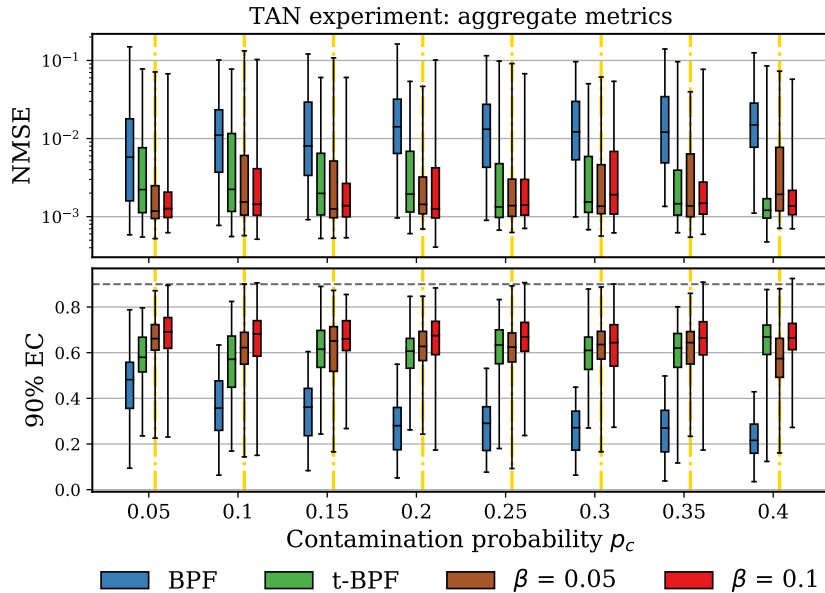 TAN experiment: aggregate metrics
NMSE
10⁻¹
10⁻²
10⁻³
90% EC
0.8
0.6
0.4
0.2
0.0
0.05 0.1 0.15 0.2 0.25 0.3 0.35 0.4
Contamination probability p_c
BPF t-BPF β = 0.05 β = 0.1